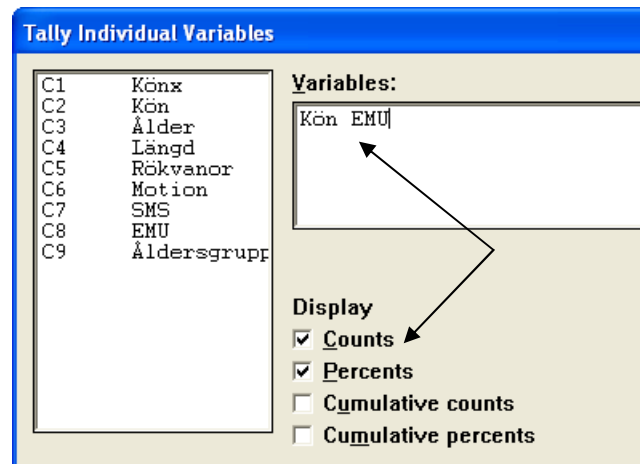 Tally Individual Variables
C1 Könx
C2 Kön
C3 Ålder
C4 Längd
C5 Rökvanor
C6 Motion
C7 SMS
C8 EMU
C9 Åldersgrupp
Variables:
Kön EMU
Display
Counts
Percents
Cumulative counts
Cumulative percents